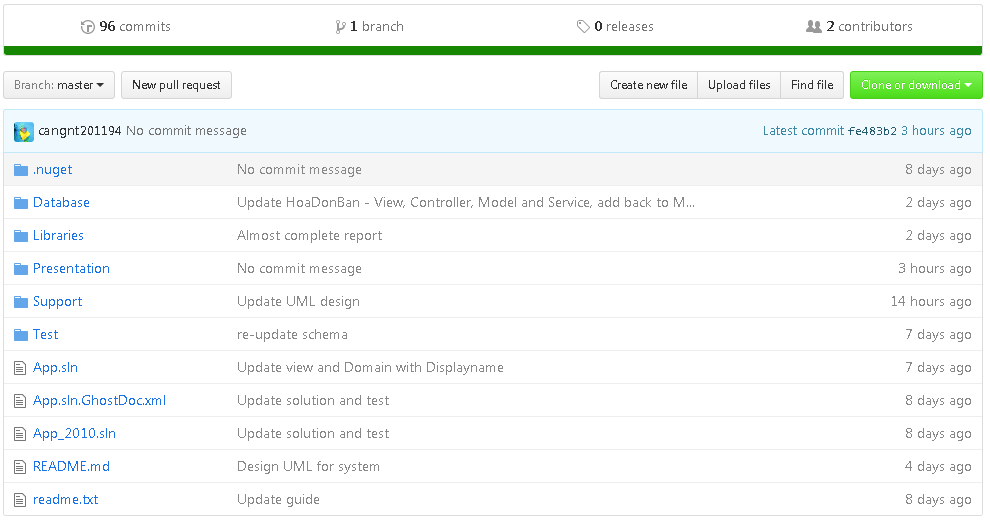 96 commits 1 branch 0 releases 2 contributors
Branch: master New pull request Create new file Upload files Find file Clone or download
cangnt201194 No commit message Latest commit fe483b2 3 hours ago
.nuget No commit message 8 days ago
Database Update HoaDonBan - View, Controller, Model and Service, add back to M... 2 days ago
Libraries Almost complete report 2 days ago
Presentation No commit message 3 hours ago
Support Update UML design 14 hours ago
Test re-update schema 7 days ago
App.sln Update view and Domain with Displayname 7 days ago
App.sln.GhostDoc.xml Update solution and test 8 days ago
App_2010.sln Update solution and test 8 days ago
README.md Design UML for system 4 days ago
readme.txt Update guide 8 days ago